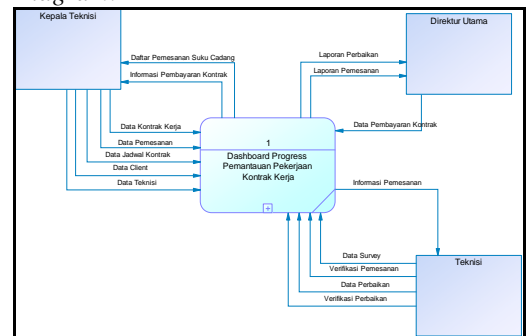 Kepala Teknisi
Direktur Utama
Daftar Pemesanan Suku Cadang
Informasi Pembayaran Kontrak
Laporan Perbaikan
Laporan Pemesanan
Data Kontrak Kerja
Data Pemesanan
Data Jadwal Kontrak
Data Client
Data Teknisi
Data Pembayaran Kontrak
1
Dashboard Progress
Pemantauan Pekerjaan
Kontrak Kerja
Informasi Pemesanan
Data Survey
Verifikasi Pemesanan
Data Perbaikan
Verifikasi Perbaikan
Teknisi